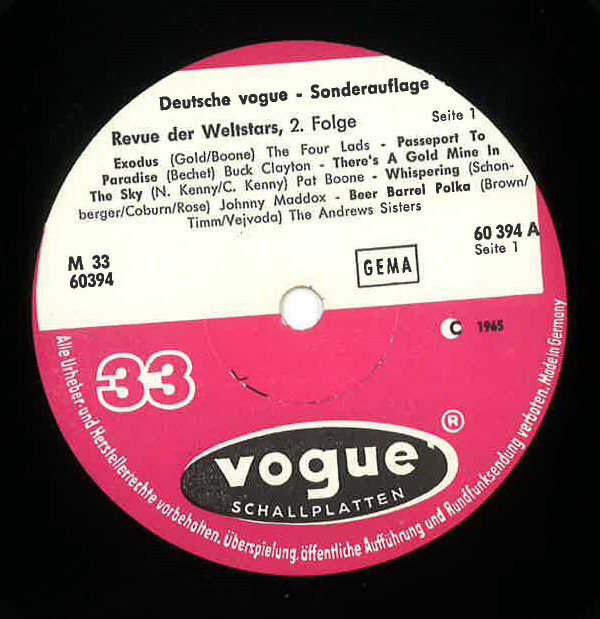 Deutsche vogue - Sonderauflage
Revue der Weltstars, 2. Folge
Seite 1
Exodus (Gold/Boone) The Four Lads - Passeport To
Paradise (Bechet) Buck Clayton - There's A Gold Mine In
The Sky (N. Kenny/C. Kenny) Pat Boone - Whispering (Schon-
berger/Coburn/Rose) Johnny Maddox - Beer Barrel Polka (Brown/
Timm/Vejvoda) The Andrews Sisters
M 33
60394
GEMA
60 394 A
Seite 1
C 1965
33
vogue ®
SCHALLPLATTEN
Alle Urheber- und Herstellerrechte vorbehalten. Überspielung, öffentliche Aufführung und Rundfunksendung verboten. Made in Germany